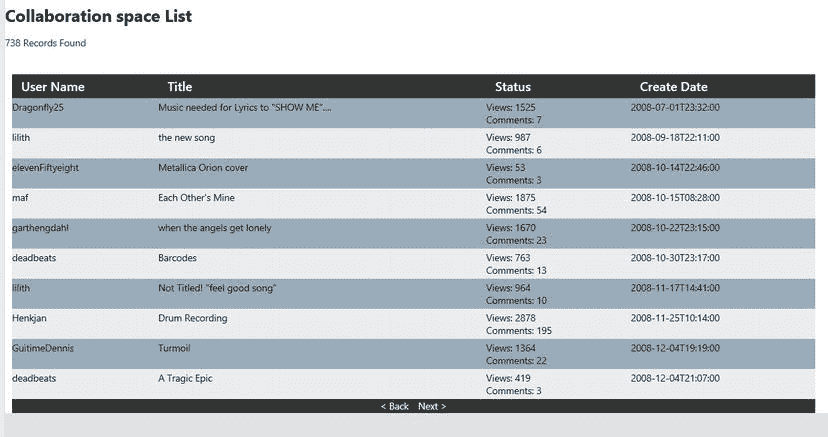 Collaboration space List
738 Records Found
User Name Title Status Create Date
Dragonfly25 Music needed for Lyrics to "SHOW ME".... Views: 1525 2008-07-01T23:32:00
Comments: 7
lilith the new song Views: 987 2008-09-18T22:11:00
Comments: 6
elevenFiftyeight Metallica Orion cover Views: 53 2008-10-14T22:46:00
Comments: 3
maf Each Other's Mine Views: 1875 2008-10-15T08:28:00
Comments: 54
garthengdahl when the angels get lonely Views: 1670 2008-10-22T23:15:00
Comments: 23
deadbeats Barcodes Views: 763 2008-10-30T23:17:00
Comments: 13
lilith Not Titled! "feel good song" Views: 964 2008-11-17T14:41:00
Comments: 10
Henkjan Drum Recording Views: 2878 2008-11-25T10:14:00
Comments: 195
GuitimeDennis Turmoil Views: 1364 2008-12-04T19:19:00
Comments: 22
deadbeats A Tragic Epic Views: 419 2008-12-04T21:07:00
Comments: 3
< Back Next >